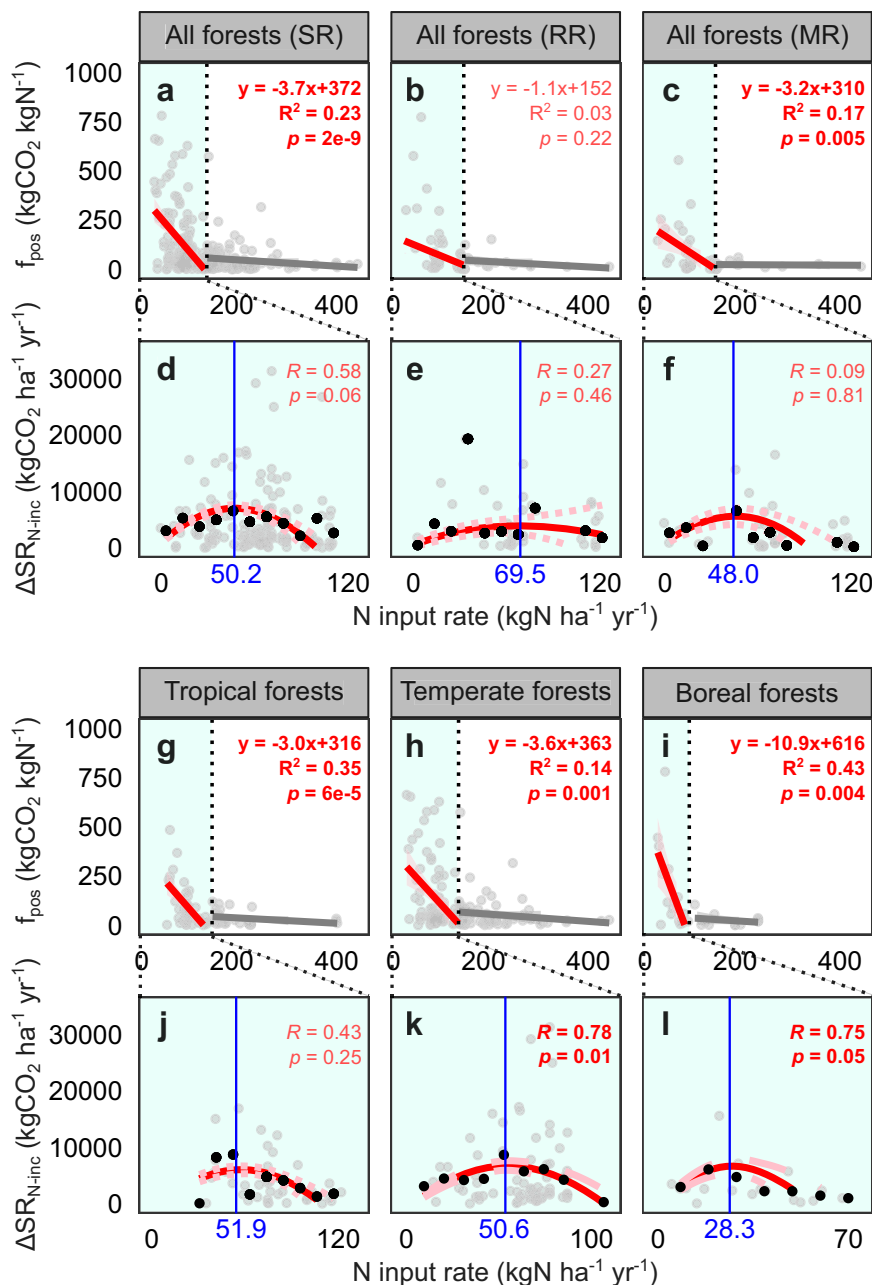 All forests (SR)
All forests (RR)
All forests (MR)
f_pos (kgCO₂ kgN⁻¹)
1000
750
500
250
0
a
y = -3.7x+372
R² = 0.23
p = 2e-9
b
y = -1.1x+152
R² = 0.03
p = 0.22
c
y = -3.2x+310
R² = 0.17
p = 0.005
0 200 400
0 200 400
0 200 400
ΔSR_N-inc (kgCO₂ ha⁻¹ yr⁻¹)
30000
20000
10000
0
d
R = 0.58
p = 0.06
e
R = 0.27
p = 0.46
f
R = 0.09
p = 0.81
0 50.2 120
0 69.5 120
0 48.0 120
N input rate (kgN ha⁻¹ yr⁻¹)
Tropical forests
Temperate forests
Boreal forests
f_pos (kgCO₂ kgN⁻¹)
1000
750
500
250
0
g
y = -3.0x+316
R² = 0.35
p = 6e-5
h
y = -3.6x+363
R² = 0.14
p = 0.001
i
y = -10.9x+616
R² = 0.43
p = 0.004
0 200 400
0 200 400
0 200 400
ΔSR_N-inc (kgCO₂ ha⁻¹ yr⁻¹)
30000
20000
10000
0
j
R = 0.43
p = 0.25
k
R = 0.78
p = 0.01
l
R = 0.75
p = 0.05
0 51.9 120
0 50.6 100
0 28.3 70
N input rate (kgN ha⁻¹ yr⁻¹)